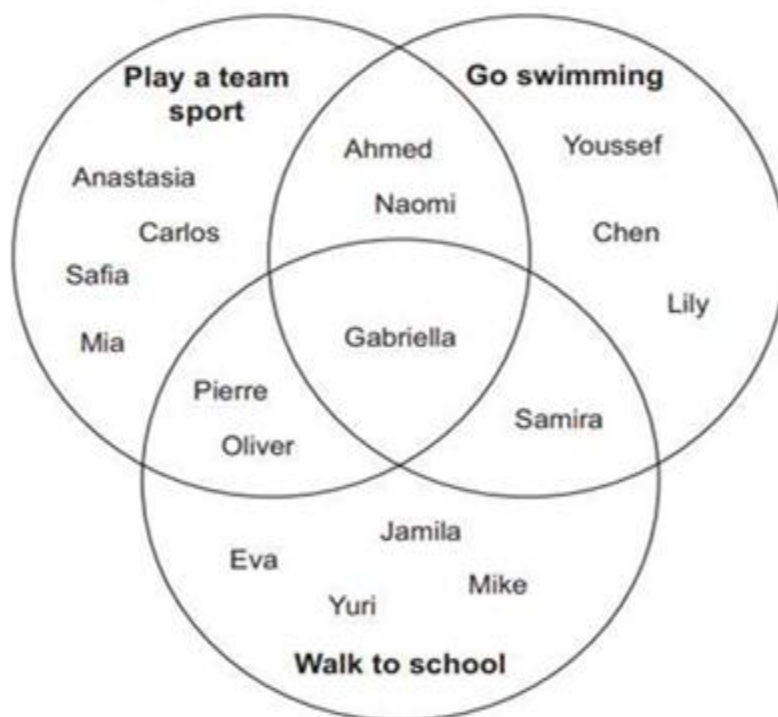 Play a team
sport
Go swimming
Ahmed
Youssef
Anastasia
Naomi
Carlos
Chen
Safia
Lily
Mia
Gabriella
Pierre
Samira
Oliver
Jamila
Eva
Mike
Yuri
Walk to school